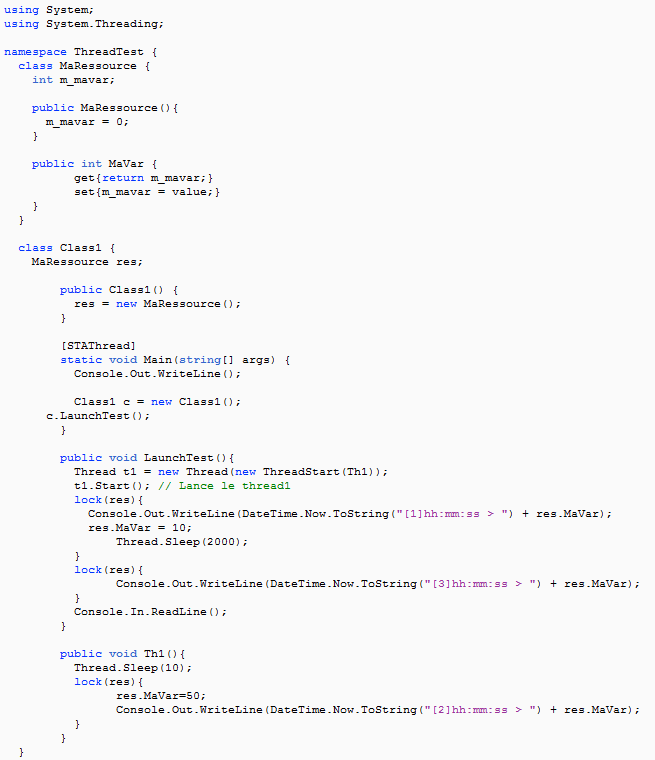 using System;
using System.Threading;

namespace ThreadTest {
  class MaRessource {
    int m_mavar;

    public MaRessource(){
      m_mavar = 0;
    }

    public int MaVar {
          get{return m_mavar;}
          set{m_mavar = value;}
    }
  }

  class Class1 {
    MaRessource res;

        public Class1() {
          res = new MaRessource();
        }

        [STAThread]
        static void Main(string[] args) {
          Console.Out.WriteLine();

          Class1 c = new Class1();
      c.LaunchTest();
        }

        public void LaunchTest(){
          Thread t1 = new Thread(new ThreadStart(Th1));
          t1.Start(); // Lance le thread1
          lock(res){
            Console.Out.WriteLine(DateTime.Now.ToString("[1]hh:mm:ss > ") + res.MaVar);
            res.MaVar = 10;
                Thread.Sleep(2000);
          }
          lock(res){
                Console.Out.WriteLine(DateTime.Now.ToString("[3]hh:mm:ss > ") + res.MaVar);
          }
          Console.In.ReadLine();
        }

        public void Th1(){
          Thread.Sleep(10);
          lock(res){
                res.MaVar=50;
                Console.Out.WriteLine(DateTime.Now.ToString("[2]hh:mm:ss > ") + res.MaVar);
          }
        }
  }